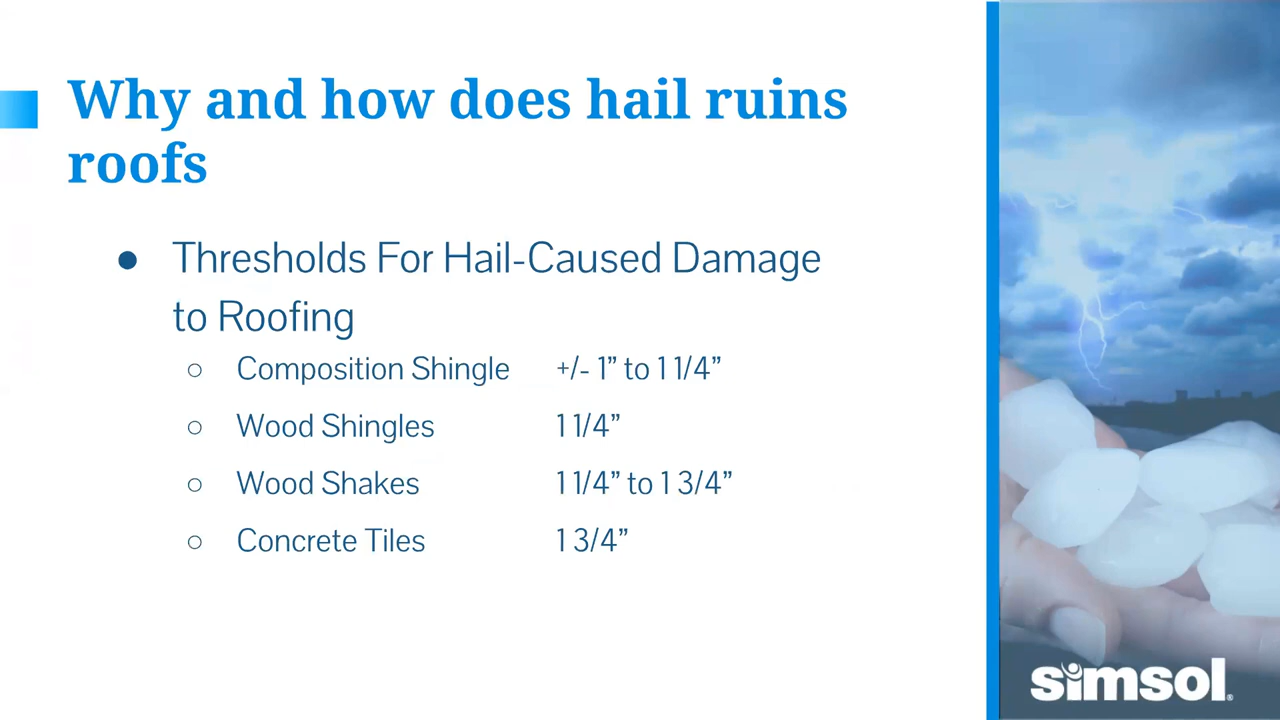 Why and how does hail ruins
roofs
● Thresholds For Hail-Caused Damage
to Roofing
○ Composition Shingle +/- 1” to 1 1/4”
○ Wood Shingles 1 1/4”
○ Wood Shakes 1 1/4” to 1 3/4”
○ Concrete Tiles 1 3/4”
simsol®